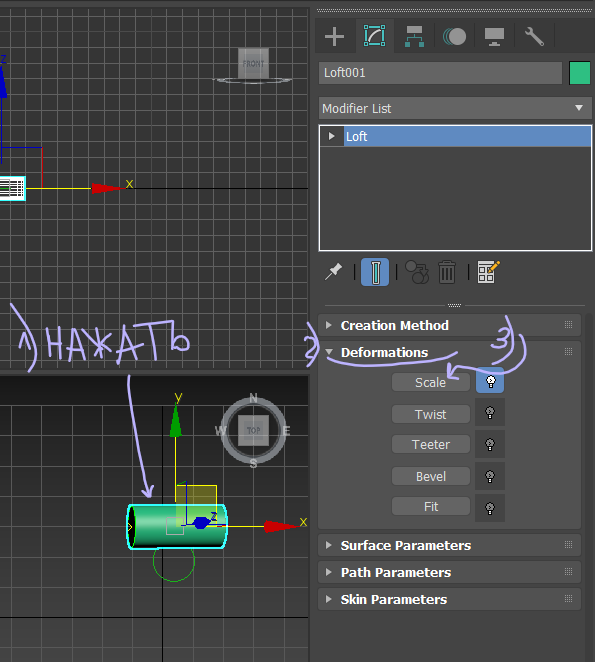 Loft001
FRONT
Modifier List
Loft
z
x
1) НАЖАТЬ
Creation Method
2) Deformations
3)
Scale
Twist
Teeter
Bevel
Fit
y
N
W TOP E
S
z
x
Surface Parameters
Path Parameters
Skin Parameters